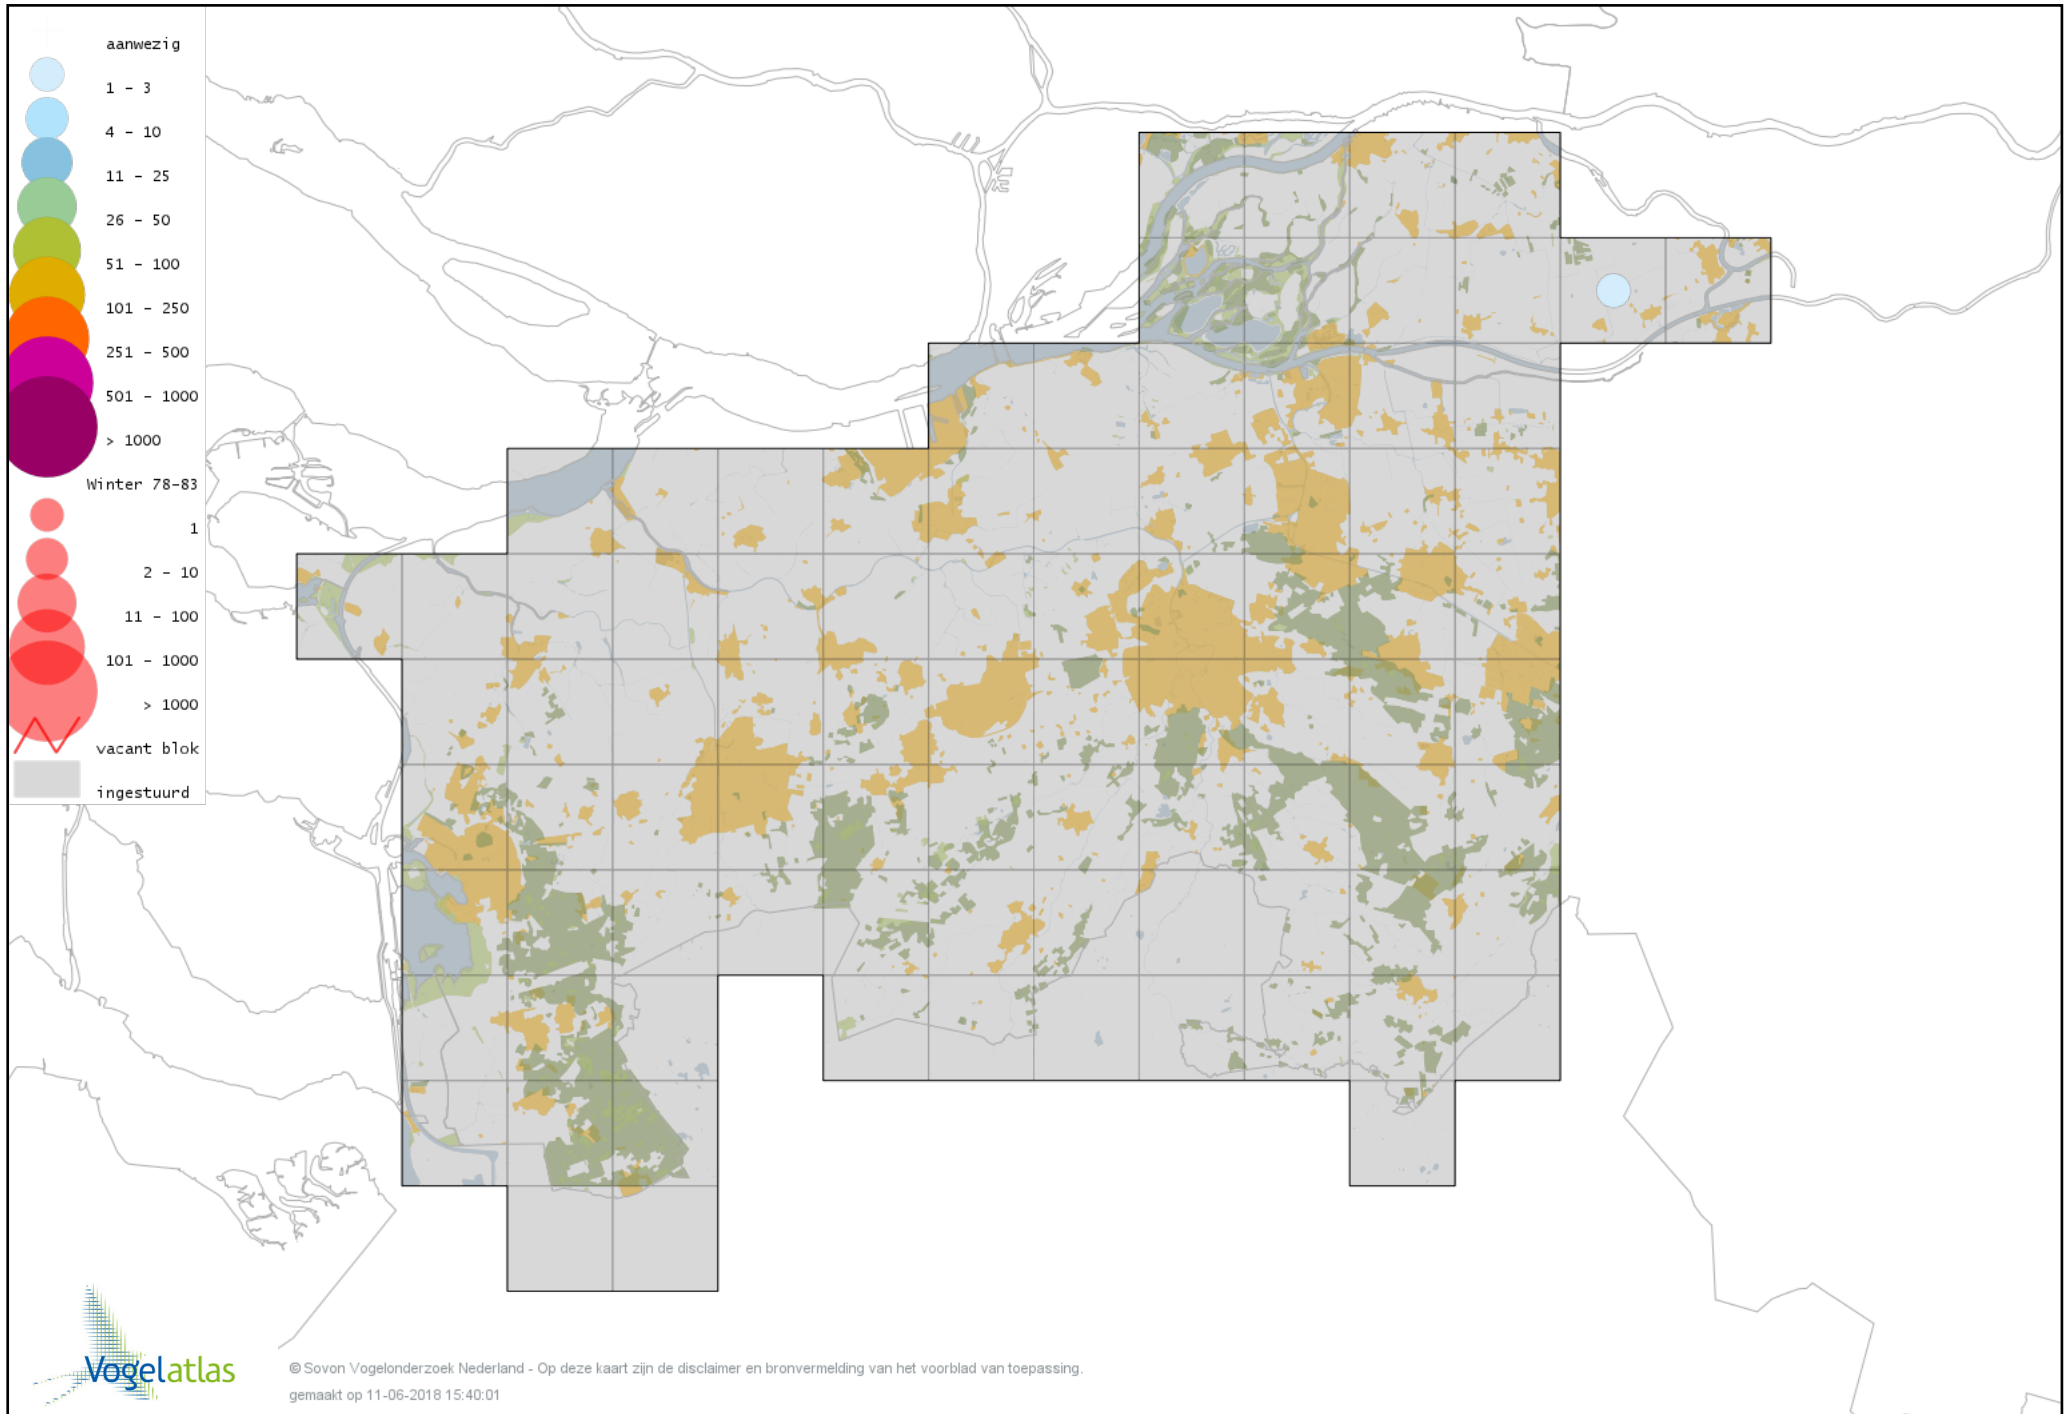 aanwezig
1 - 3
4 - 10
11 - 25
26 - 50
51 - 100
101 - 250
251 - 500
501 - 1000
> 1000
Winter 78-83
1
2 - 10
11 - 100
101 - 1000
> 1000
vacant blok
ingestuurd
Vogelatlas
© Sovon Vogelonderzoek Nederland - Op deze kaart zijn de disclaimer en bronvermelding van het voorblad van toepassing.
gemaakt op 11-06-2018 15:40:01